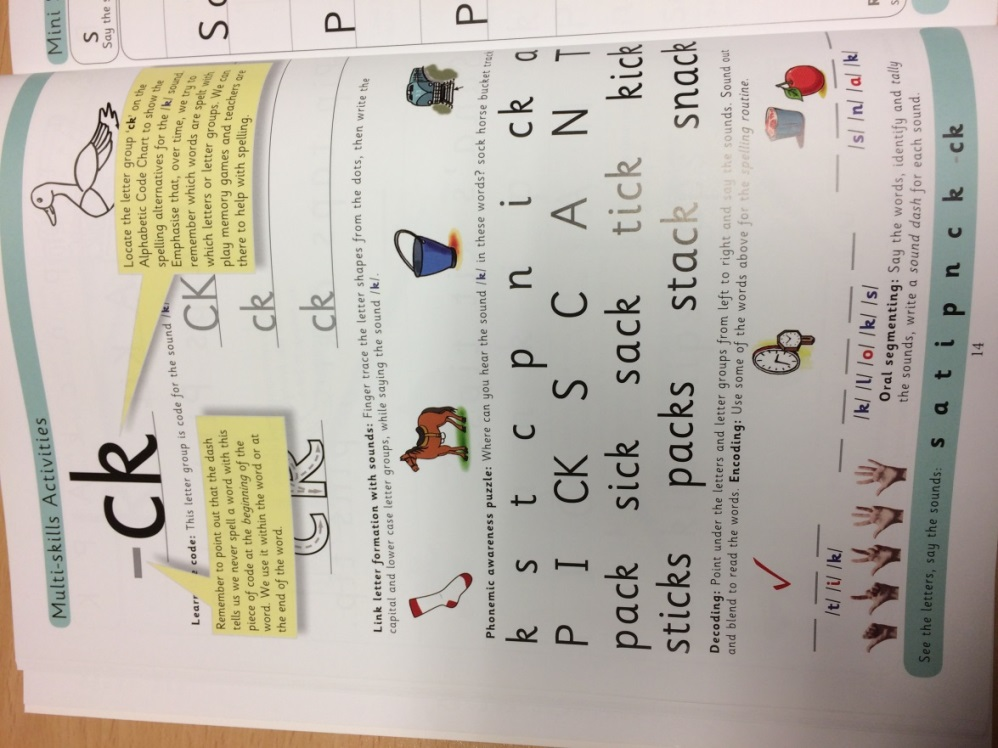 Multi-skills Activities
-ck
Learn code: This letter group is code for the sound /k/
Remember to point out that the dash
tells us we never spell a word with this
piece of code at the beginning of the
word. We use it within the word or at
the end of the word.
Locate the letter group 'ck' on the
Alphabetic Code Chart to show the
spelling alternatives for the /k/ sound.
Emphasise that, over time, we try to
remember which words are spelt with
which letters or letter groups. We can
play memory games and teachers are
there to help with spelling.
CK
ck
ck
Link letter formation with sounds: Finger trace the letter shapes from the dots, then write the
capital and lower case letter groups, while saying the sound /k/.
Phonemic awareness puzzle: Where can you hear the sound /k/ in these words? sock horse bucket track
k s t c p n i ck a
P I CK S C A N T
pack sick sack tick kick
sticks packs stack snack
Decoding: Point under the letters and letter groups from left to right and say the sounds. Sound out
and blend to read the words. Encoding: Use some of the words above for the spelling routine.
/t/ /i/ /k/
/k/ /l/ /o/ /k/ /s/
/s/ /n/ /a/ /k/
Oral segmenting: Say the words, identify and tally
the sounds, write a sound dash for each sound.
See the letters, say the sounds: s a t i p n c k -ck
14
Mini
S
Say the s
S
P
P